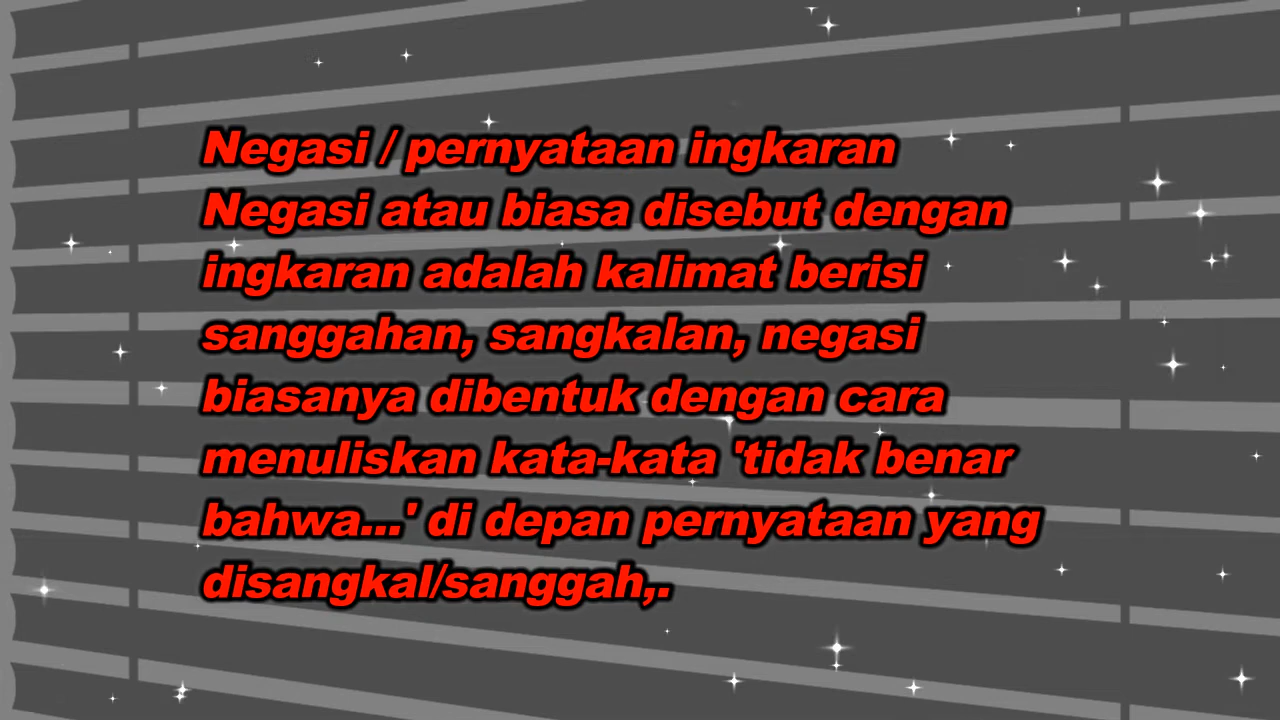 Negasi / pernyataan ingkaran
Negasi atau biasa disebut dengan
ingkaran adalah kalimat berisi
sanggahan, sangkalan, negasi
biasanya dibentuk dengan cara
menuliskan kata-kata 'tidak benar
bahwa...' di depan pernyataan yang
disangkal/sanggah,.